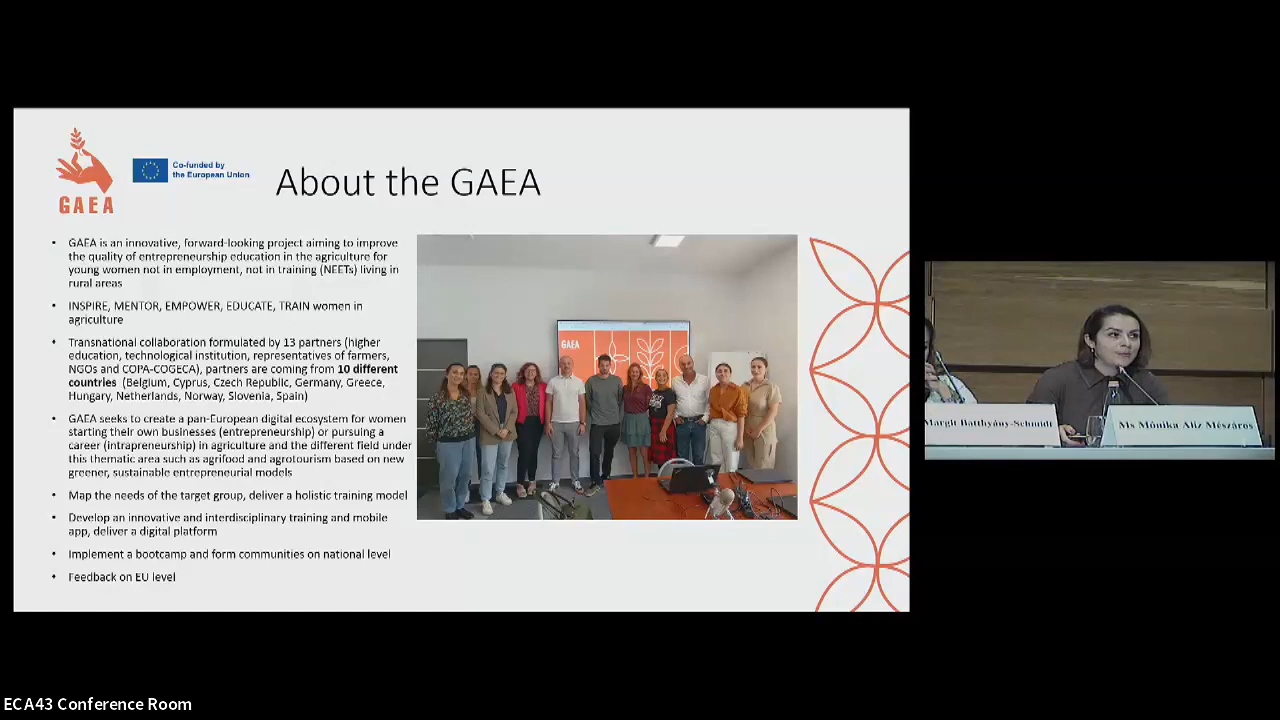 GAEA
Co-funded by
the European Union
About the GAEA
• GAEA is an innovative, forward-looking project aiming to improve
the quality of entrepreneurship education in the agriculture for
young women not in employment, not in training (NEETs) living in
rural areas
• INSPIRE, MENTOR, EMPOWER, EDUCATE, TRAIN women in
agriculture
• Transnational collaboration formulated by 13 partners (higher
education, technological institution, representatives of farmers,
NGOs and COPA-COGECA), partners are coming from 10 different
countries (Belgium, Cyprus, Czech Republic, Germany, Greece,
Hungary, Netherlands, Norway, Slovenia, Spain)
• GAEA seeks to create a pan-European digital ecosystem for women
starting their own businesses (entrepreneurship) or pursuing a
career (intrapreneurship) in agriculture and the different field under
this thematic area such as agrifood and agrotourism based on new
greener, sustainable entrepreneurial models
• Map the needs of the target group, deliver a holistic training model
• Develop an innovative and interdisciplinary training and mobile
app, deliver a digital platform
• Implement a bootcamp and form communities on national level
• Feedback on EU level
GAEA
Margit Batthyány-Schmidt
Ms Mónika Alíz Mészáros
ECA43 Conference Room